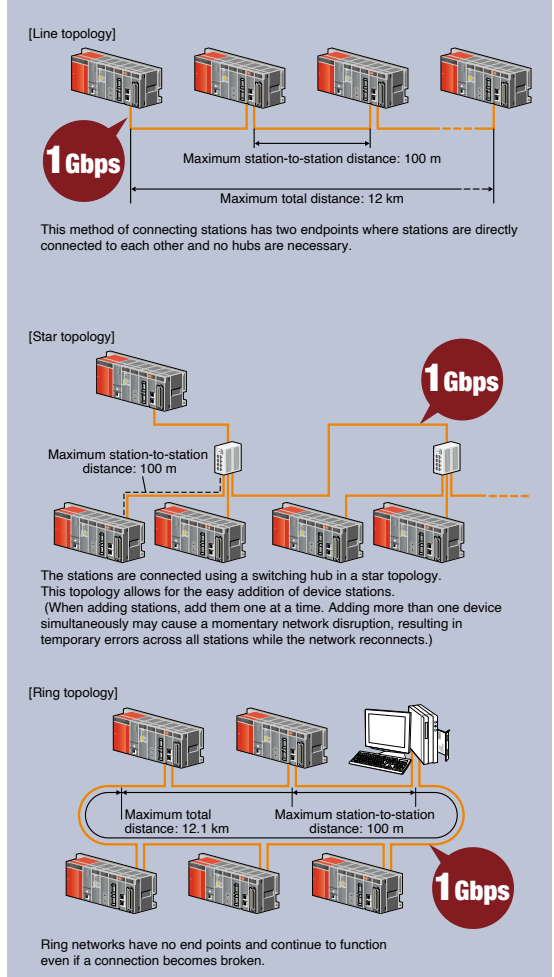 [Line topology]
1 Gbps
Maximum station-to-station distance: 100 m
Maximum total distance: 12 km
This method of connecting stations has two endpoints where stations are directly
connected to each other and no hubs are necessary.
[Star topology]
1 Gbps
Maximum station-to-station
distance: 100 m
The stations are connected using a switching hub in a star topology.
This topology allows for the easy addition of device stations.
(When adding stations, add them one at a time. Adding more than one device
simultaneously may cause a momentary network disruption, resulting in
temporary errors across all stations while the network reconnects.)
[Ring topology]
Maximum total
distance: 12.1 km
Maximum station-to-station
distance: 100 m
1 Gbps
Ring networks have no end points and continue to function
even if a connection becomes broken.